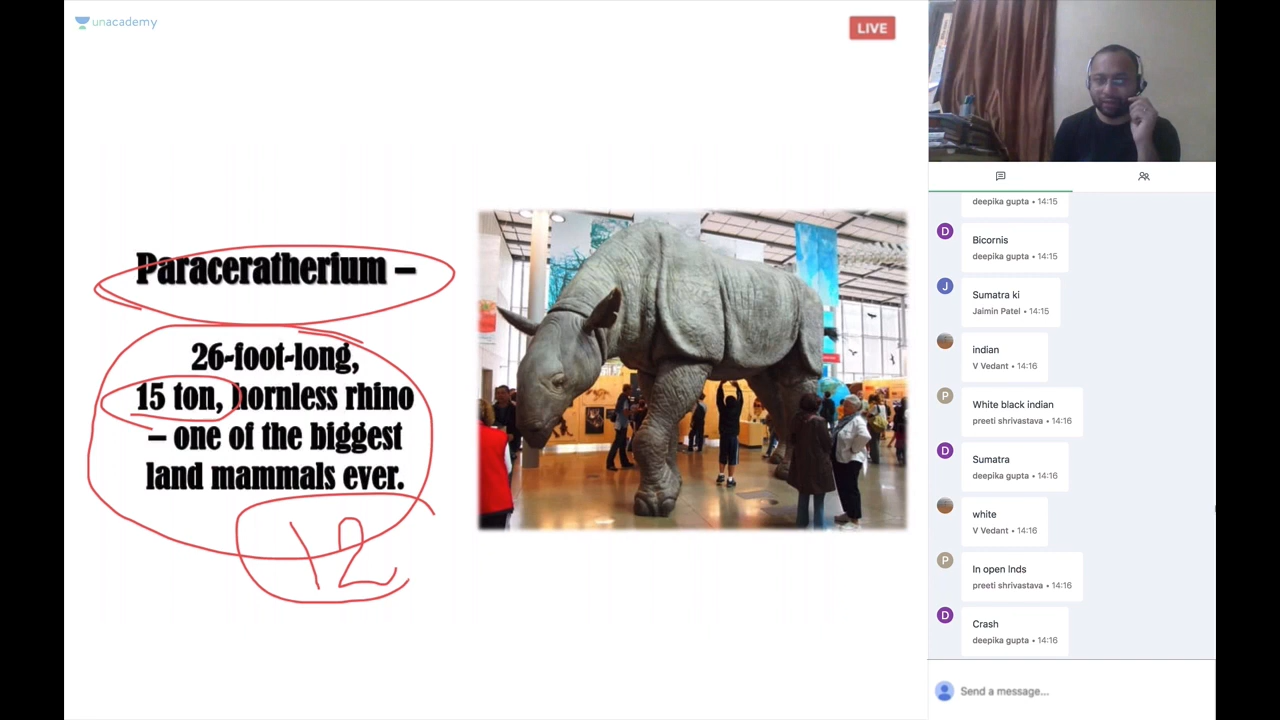 unacademy
LIVE
Paraceratherium –
26-foot-long,
15 ton, hornless rhino
– one of the biggest
land mammals ever.
12
deepika gupta • 14:15
D
Bicornis
deepika gupta • 14:15
J
Sumatra ki
Jaimin Patel • 14:15
indian
V Vedant • 14:16
P
White black indian
preeti shrivastava • 14:16
D
Sumatra
deepika gupta • 14:16
white
V Vedant • 14:16
P
In open lnds
preeti shrivastava • 14:16
D
Crash
deepika gupta • 14:16
Send a message...